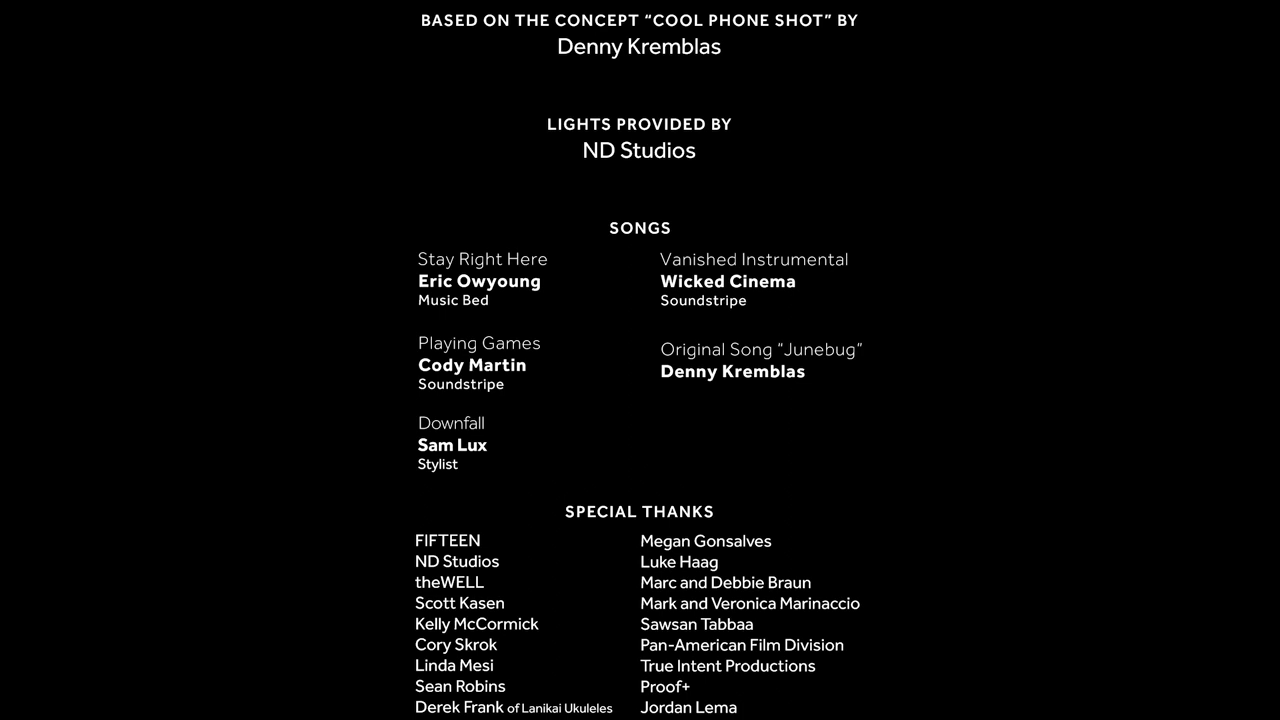 BASED ON THE CONCEPT “COOL PHONE SHOT” BY
Denny Kremblas
LIGHTS PROVIDED BY
ND Studios
SONGS
Stay Right Here
Eric Owyoung
Music Bed
Playing Games
Cody Martin
Soundstripe
Downfall
Sam Lux
Stylist
Vanished Instrumental
Wicked Cinema
Soundstripe
Original Song “Junebug”
Denny Kremblas
SPECIAL THANKS
FIFTEEN
ND Studios
theWELL
Scott Kasen
Kelly McCormick
Cory Skrok
Linda Mesi
Sean Robins
Derek Frank of Lanikai Ukuleles
Megan Gonsalves
Luke Haag
Marc and Debbie Braun
Mark and Veronica Marinaccio
Sawsan Tabbaa
Pan-American Film Division
True Intent Productions
Proof+
Jordan Lema